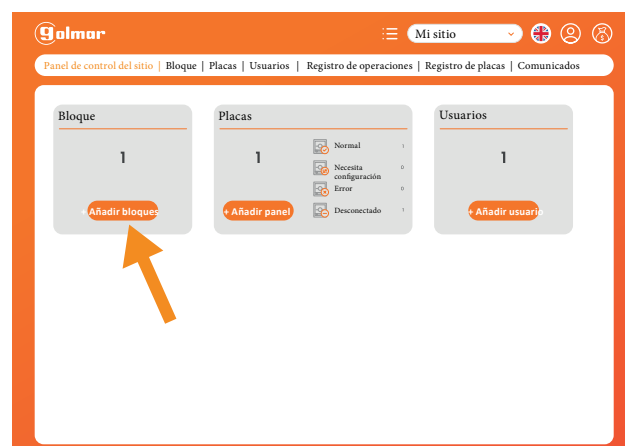 golmar
Mi sitio
Panel de control del sitio | Bloque | Placas | Usuarios | Registro de operaciones | Registro de placas | Comunicados
Bloque
1
+ Añadir bloques
Placas
1
+ Añadir panel
Normal 1
Necesita
configuración 0
Error 0
Desconectado 1
Usuarios
1
+ Añadir usuario